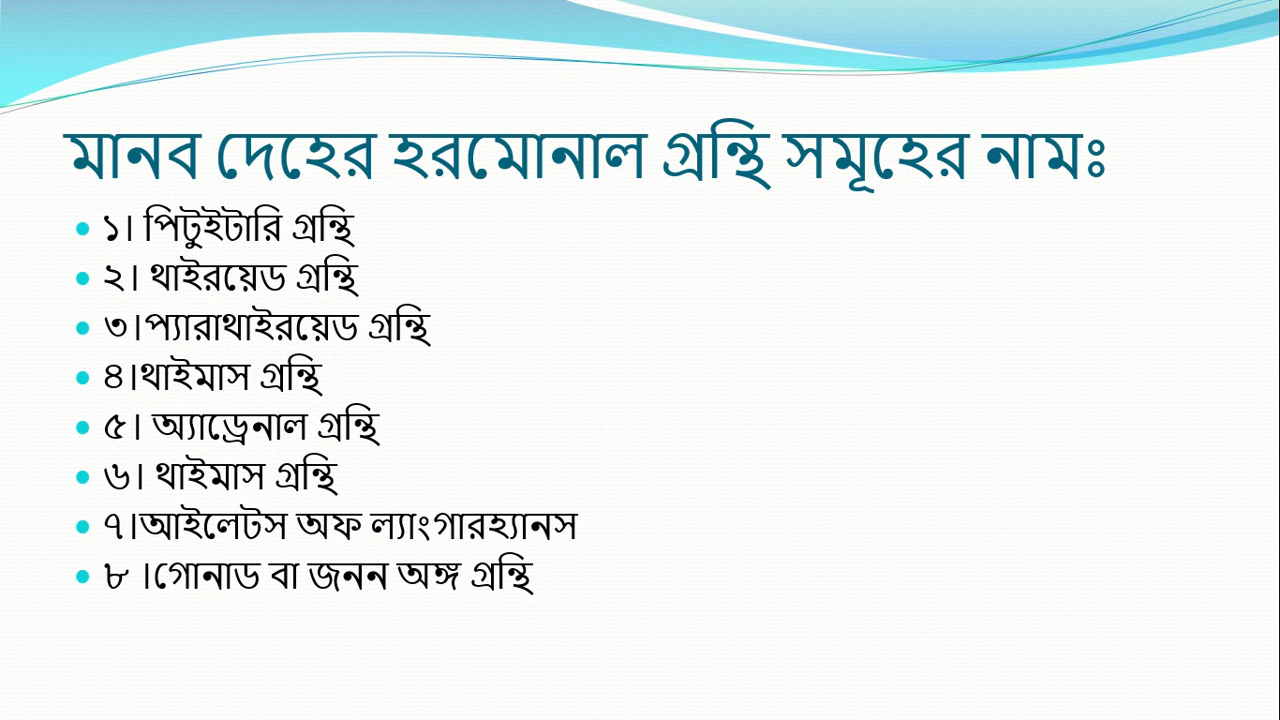 মানব দেহের হরমোনাল গ্রন্থি সমূহের নামঃ
১। পিটুইটারি গ্রন্থি
২। থাইরয়েড গ্রন্থি
৩।প্যারাথাইরয়েড গ্রন্থি
৪।থাইমাস গ্রন্থি
৫। অ্যাড্রেনাল গ্রন্থি
৬। থাইমাস গ্রন্থি
৭।আইলেটস অফ ল্যাংগারহ্যানস
৮ ।গোনাড বা জনন অঙ্গ গ্রন্থি